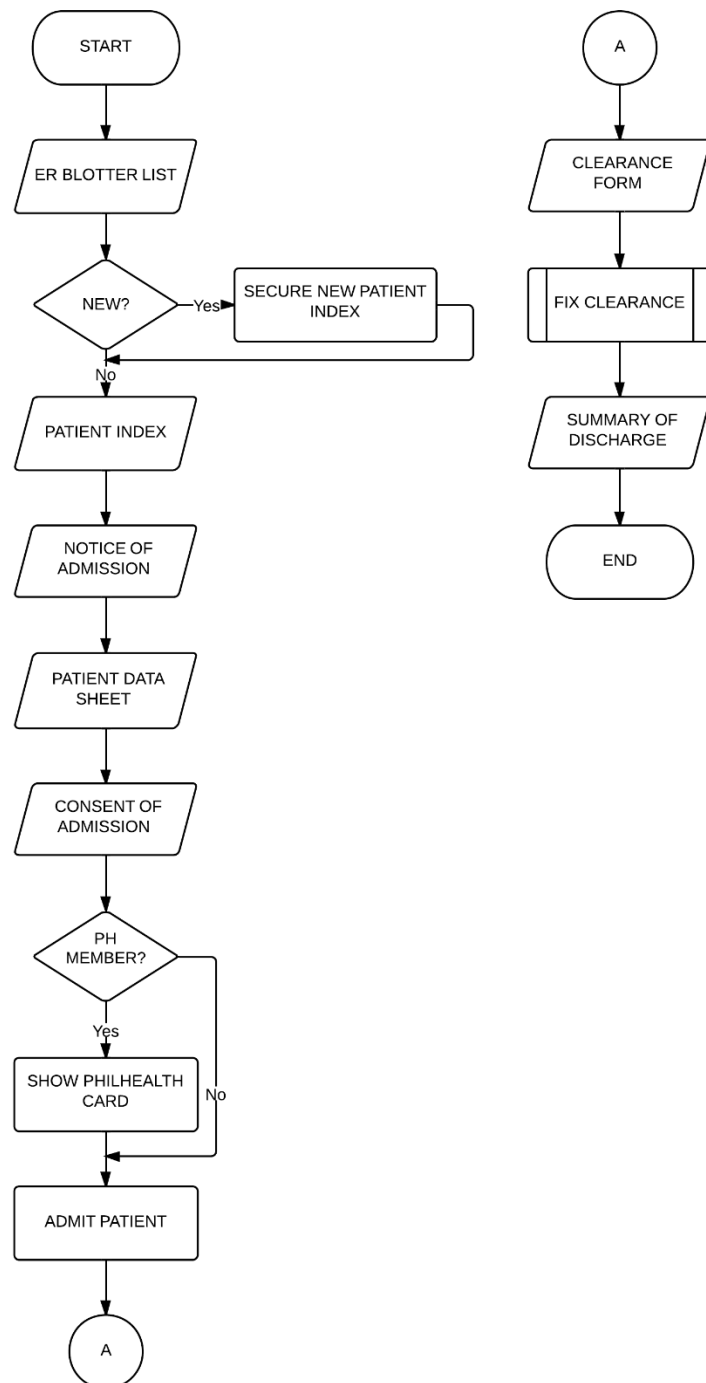 START
ER BLOTTER LIST
NEW?
Yes
SECURE NEW PATIENT
INDEX
No
PATIENT INDEX
NOTICE OF
ADMISSION
PATIENT DATA
SHEET
CONSENT OF
ADMISSION
PH
MEMBER?
Yes
No
SHOW PHILHEALTH
CARD
ADMIT PATIENT
A
A
CLEARANCE
FORM
FIX CLEARANCE
SUMMARY OF
DISCHARGE
END